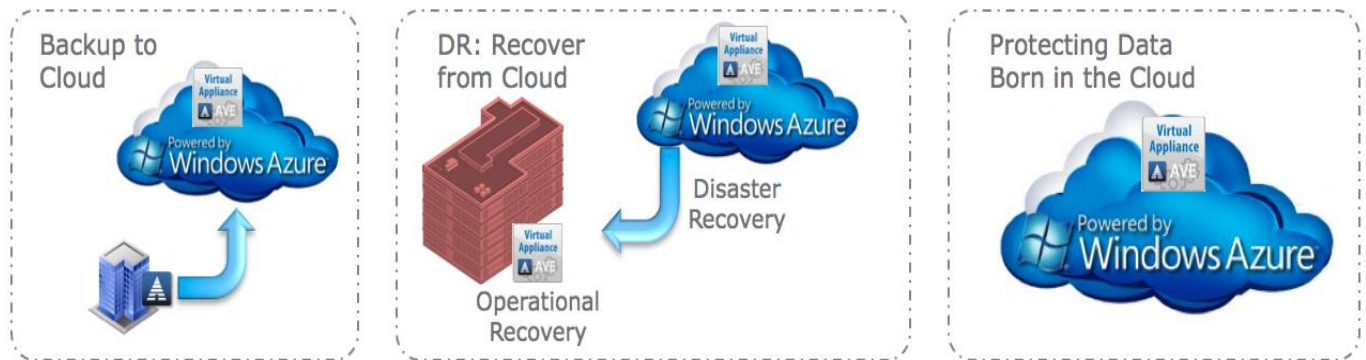 Backup to
Cloud
Virtual
Appliance
AVE
Powered by
Windows Azure
DR: Recover
from Cloud
Virtual
Appliance
AVE
Powered by
Windows Azure
Disaster
Recovery
Virtual
Appliance
AVE
Operational
Recovery
Protecting Data
Born in the Cloud
Virtual
Appliance
AVE
Powered by
Windows Azure